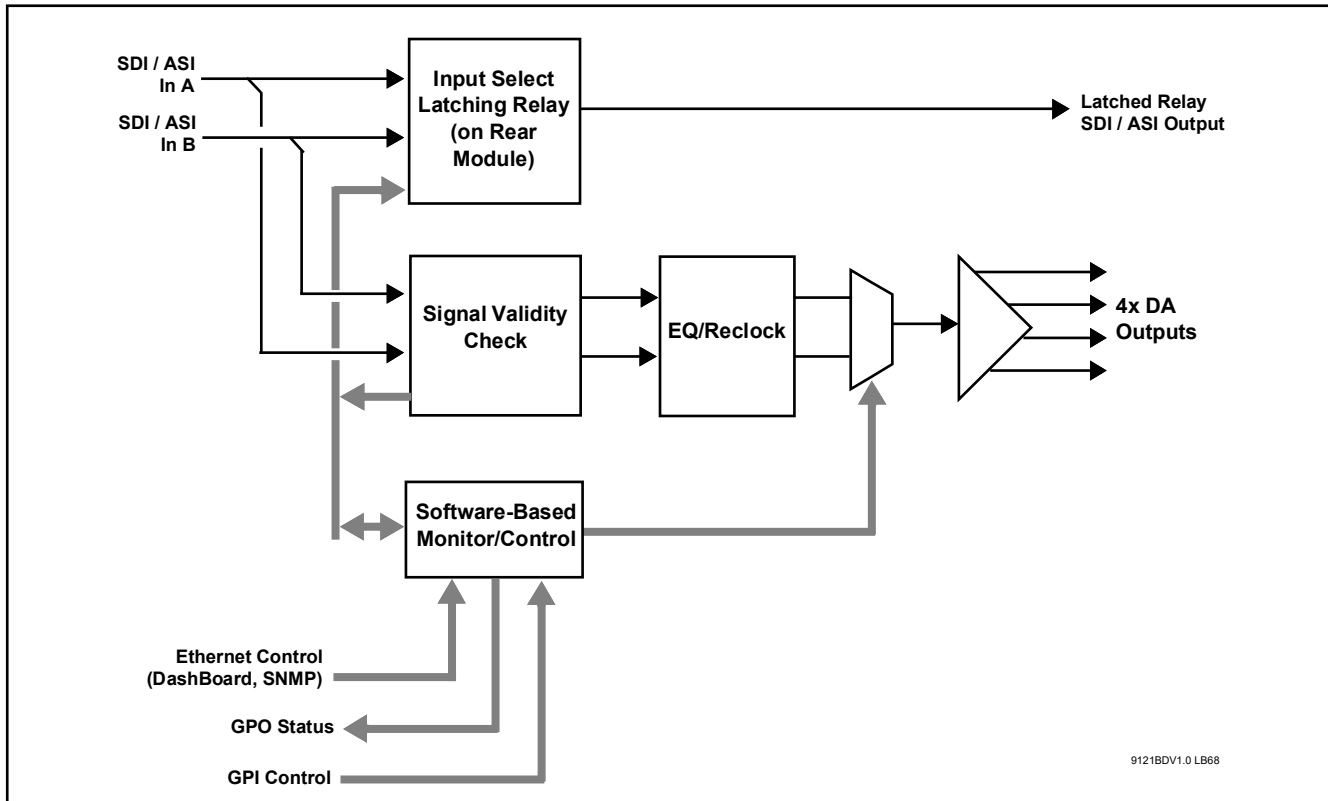 SDI / ASI
In A
SDI / ASI
In B
Input Select
Latching Relay
(on Rear
Module)
Latched Relay
SDI / ASI Output
Signal Validity
Check
EQ/Reclock
4x DA
Outputs
Software-Based
Monitor/Control
Ethernet Control
(DashBoard, SNMP)
GPO Status
GPI Control
9121BDV1.0 LB68